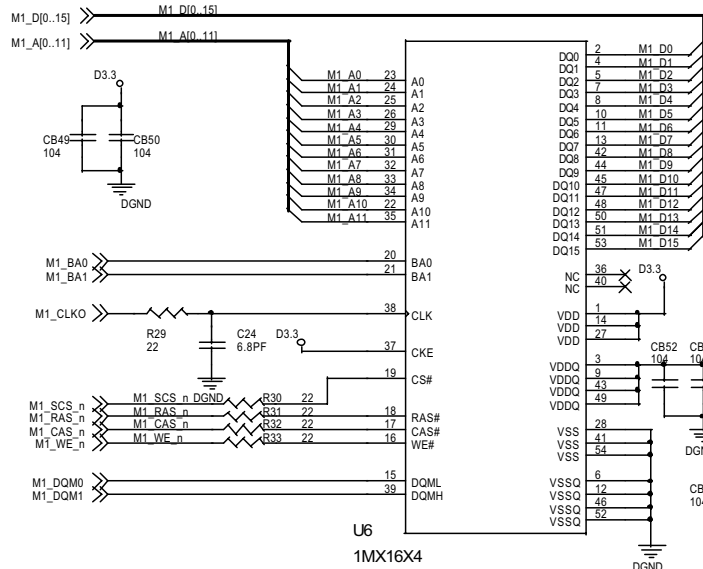 M1_D[0..15] M1_D[0..15]
M1_A[0..11] M1_A[0..11]
D3.3
CB49 CB50
104 104
DGND
M1_A0 23 A0
M1_A1 24 A1
M1_A2 25 A2
M1_A3 26 A3
M1_A4 29 A4
M1_A5 30 A5
M1_A6 31 A6
M1_A7 32 A7
M1_A8 33 A8
M1_A9 34 A9
M1_A10 22 A10
M1_A11 35 A11
DQ0 2 M1_D0
DQ1 4 M1_D1
DQ2 5 M1_D2
DQ3 7 M1_D3
DQ4 8 M1_D4
DQ5 10 M1_D5
DQ6 11 M1_D6
DQ7 13 M1_D7
DQ8 42 M1_D8
DQ9 44 M1_D9
DQ10 45 M1_D10
DQ11 47 M1_D11
DQ12 48 M1_D12
DQ13 50 M1_D13
DQ14 51 M1_D14
DQ15 53 M1_D15
M1_BA0 20 BA0
M1_BA1 21 BA1
NC 36
NC 40
D3.3
M1_CLKO 38 CLK
R29
22
C24
6.8PF
D3.3 37 CKE
VDD 1
VDD 14
VDD 27
VDDQ 3
VDDQ 9
VDDQ 43
VDDQ 49
CB52
104
DGND
19 CS#
M1_SCS_n M1_SCS_n R30 22
M1_RAS_n M1_RAS_n R31 22 18 RAS#
M1_CAS_n M1_CAS_n R32 22 17 CAS#
M1_WE_n M1_WE_n R33 22 16 WE#
VSS 28
VSS 41
VSS 54
VSSQ 6
VSSQ 12
VSSQ 46
VSSQ 52
M1_DQM0 15 DQML
M1_DQM1 39 DQMH
U6
1MX16X4
DGND